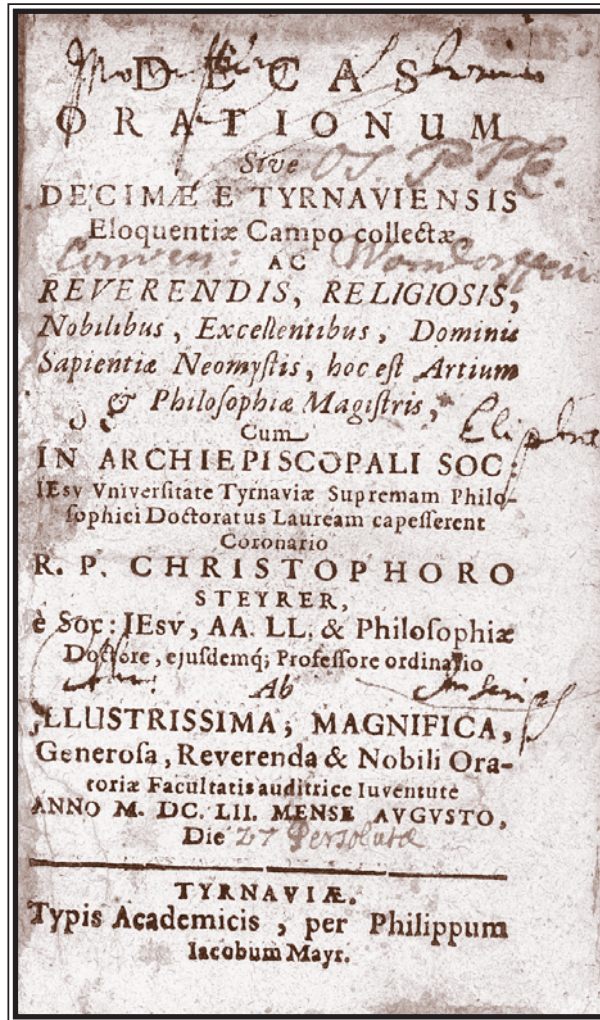 DECAS
ORATIONUM
Sive
DECIMÆ E TYRNAVIENSIS
Eloquentiæ Campo collectæ,
AC
REVERENDIS, RELIGIOSIS,
Nobilibus, Excellentibus, Dominis
Sapientiæ Neomyſtis, hoc eſt Artium
& Philoſophiæ Magiſtris,
Cum
IN ARCHIEPISCOPALI SOC:
IEsv Vniverſitate Tyrnaviæ Supremam Philo-
ſophici Doctoratus Lauream capeſſerent
Coronario
R. P. CHRISTOPHORO
STEYRER,
è Soc: IEsv, AA. LL. & Philoſophiæ
Doctore, ejuſdemq́; Profeſſore ordinario
Ab
ILLUSTRISSIMA, MAGNIFICA,
Generoſa, Reverenda & Nobili Ora-
toriæ Facultatis auditrice Iuventute
ANNO M. DC. LII. MENSE AVGVSTO,
Die 27 Persolutæ
TYRNAVIÆ.
Typis Academicis, per Philippum
Iacobum Mayr.